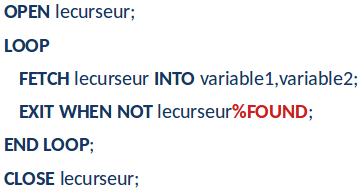 OPEN lecurseur;
LOOP
FETCH lecurseur INTO variable1,variable2;
EXIT WHEN NOT lecurseur%FOUND;
END LOOP;
CLOSE lecurseur;